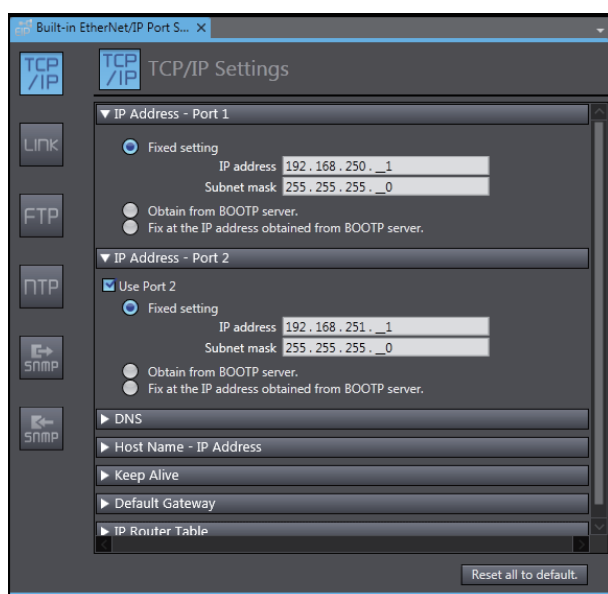 Built-in EtherNet/IP Port S...
TCP/IP
TCP/IP
TCP/IP Settings
LINK
FTP
NTP
SNMP
SNMP
IP Address - Port 1
Fixed setting
IP address 192 . 168 . 250 . __1
Subnet mask 255 . 255 . 255 . __0
Obtain from BOOTP server.
Fix at the IP address obtained from BOOTP server.
IP Address - Port 2
Use Port 2
Fixed setting
IP address 192 . 168 . 251 . __1
Subnet mask 255 . 255 . 255 . __0
Obtain from BOOTP server.
Fix at the IP address obtained from BOOTP server.
DNS
Host Name - IP Address
Keep Alive
Default Gateway
IP Router Table
Reset all to default.